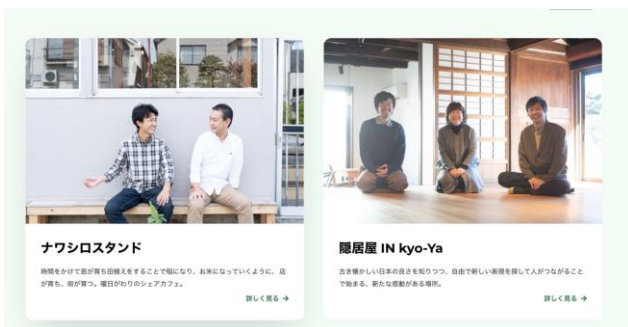 ナワシロスタンド
時間をかけて苗が育ち田植えをすることで稲になり、お米になっていくように、店
が育ち、街が育つ。曜日がわりのシェアカフェ。
詳しく見る →
隠居屋 IN kyo-Ya
古き懐かしい日本の良さを知りつつ、自由で新しい表現を探して人がつながること
で始まる、新たな感動がある場所。
詳しく見る →